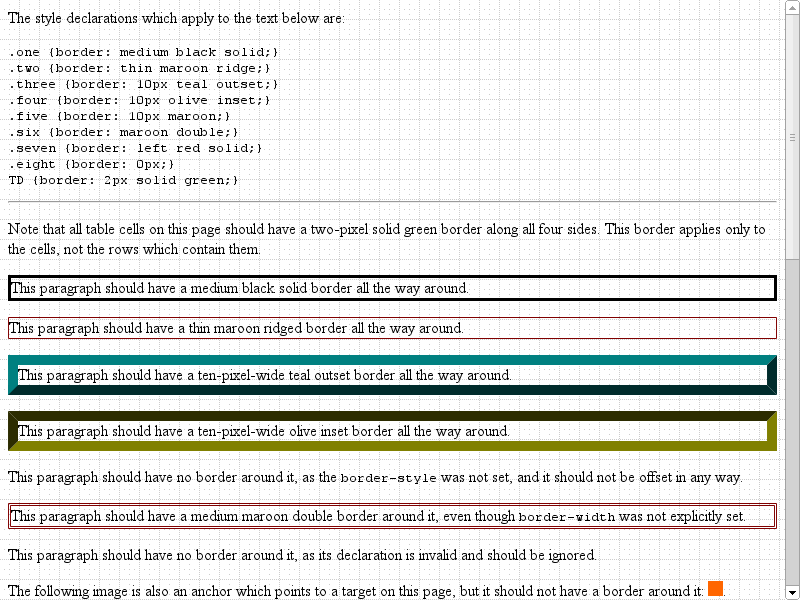 The style declarations which apply to the text below are:
.one {border: medium black solid;}
.two {border: thin maroon ridge;}
.three {border: 10px teal outset;}
.four {border: 10px olive inset;}
.five {border: 10px maroon;}
.six {border: maroon double;}
.seven {border: left red solid;}
.eight {border: 0px;}
TD {border: 2px solid green;}
Note that all table cells on this page should have a two-pixel solid green border along all four sides. This border applies only to
the cells, not the rows which contain them.
This paragraph should have a medium black solid border all the way around.
This paragraph should have a thin maroon ridged border all the way around.
This paragraph should have a ten-pixel-wide teal outset border all the way around.
This paragraph should have a ten-pixel-wide olive inset border all the way around.
This paragraph should have no border around it, as the border-style was not set, and it should not be offset in any way.
This paragraph should have a medium maroon double border around it, even though border-width was not explicitly set.
This paragraph should have no border around it, as its declaration is invalid and should be ignored.
The following image is also an anchor which points to a target on this page, but it should not have a border around it: .